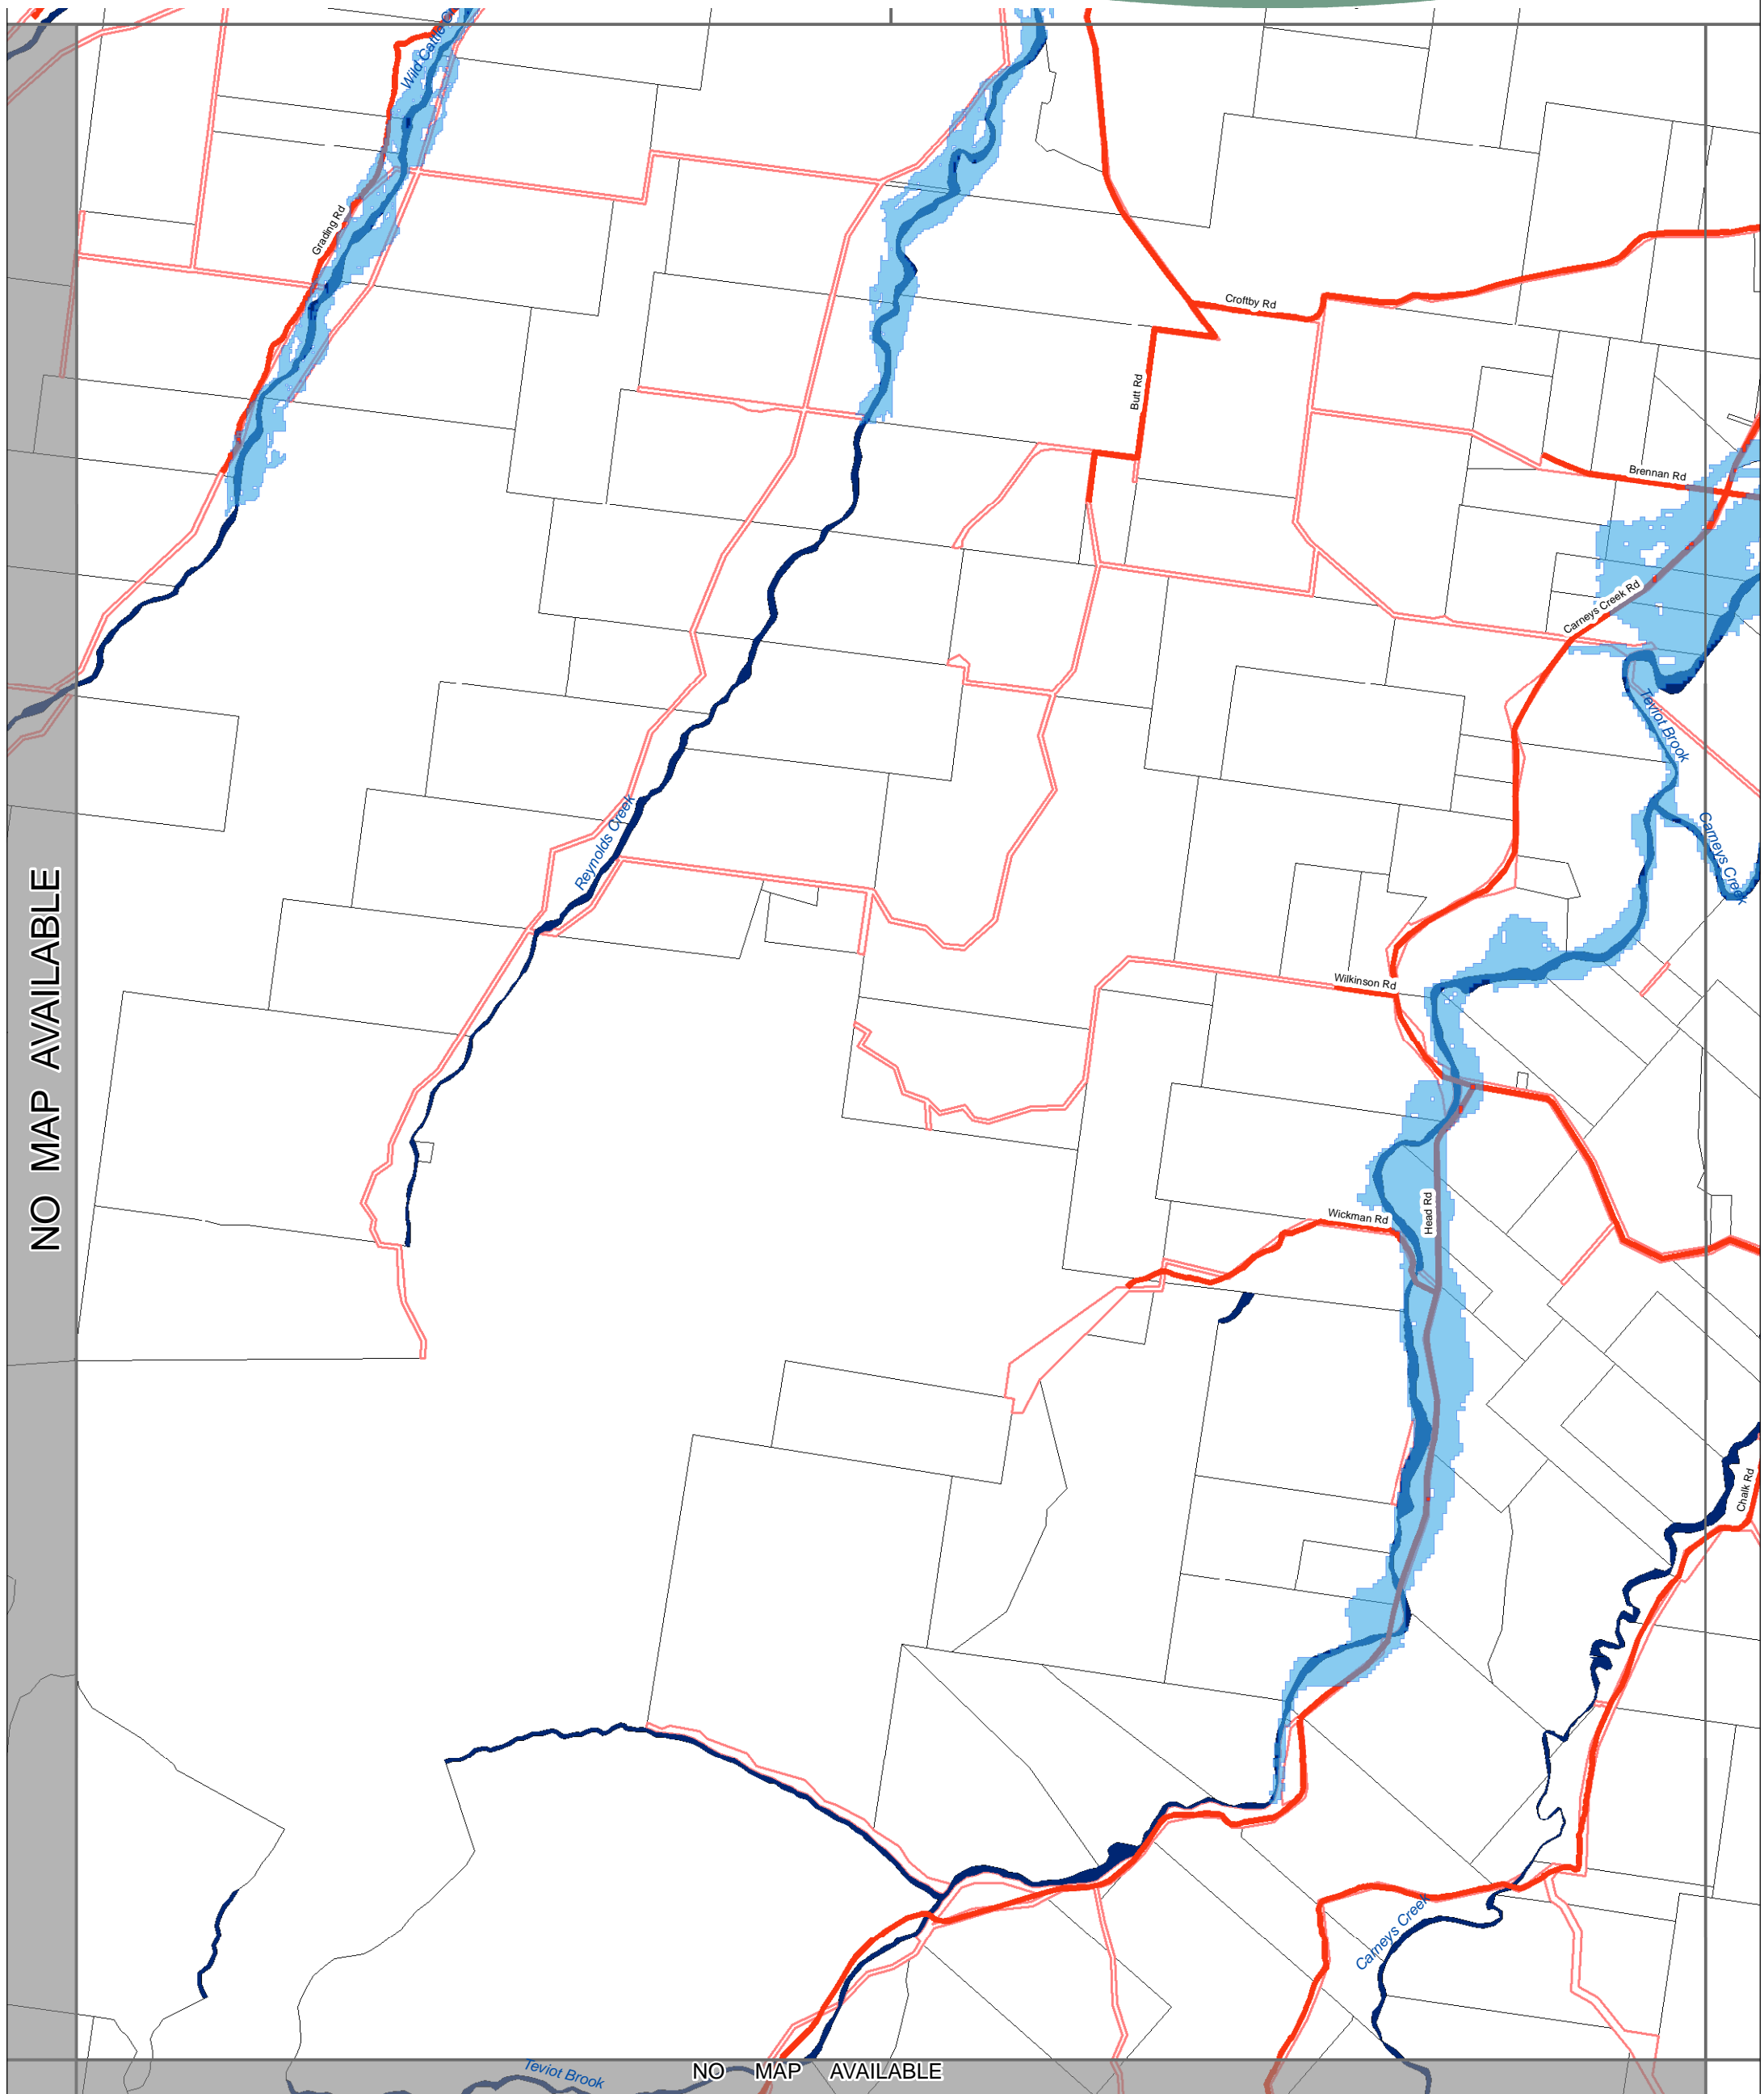 Wild Cattle
Grading Rd
Croftby Rd
Butt Rd
Brennan Rd
Carneys Creek Rd
Teviot Brook
Carneys Creek
Reynolds Creek
NO MAP AVAILABLE
Wilkinson Rd
Head Rd
Wickman Rd
Chalk Rd
Carneys Creek
Teviot Brook
NO MAP AVAILABLE